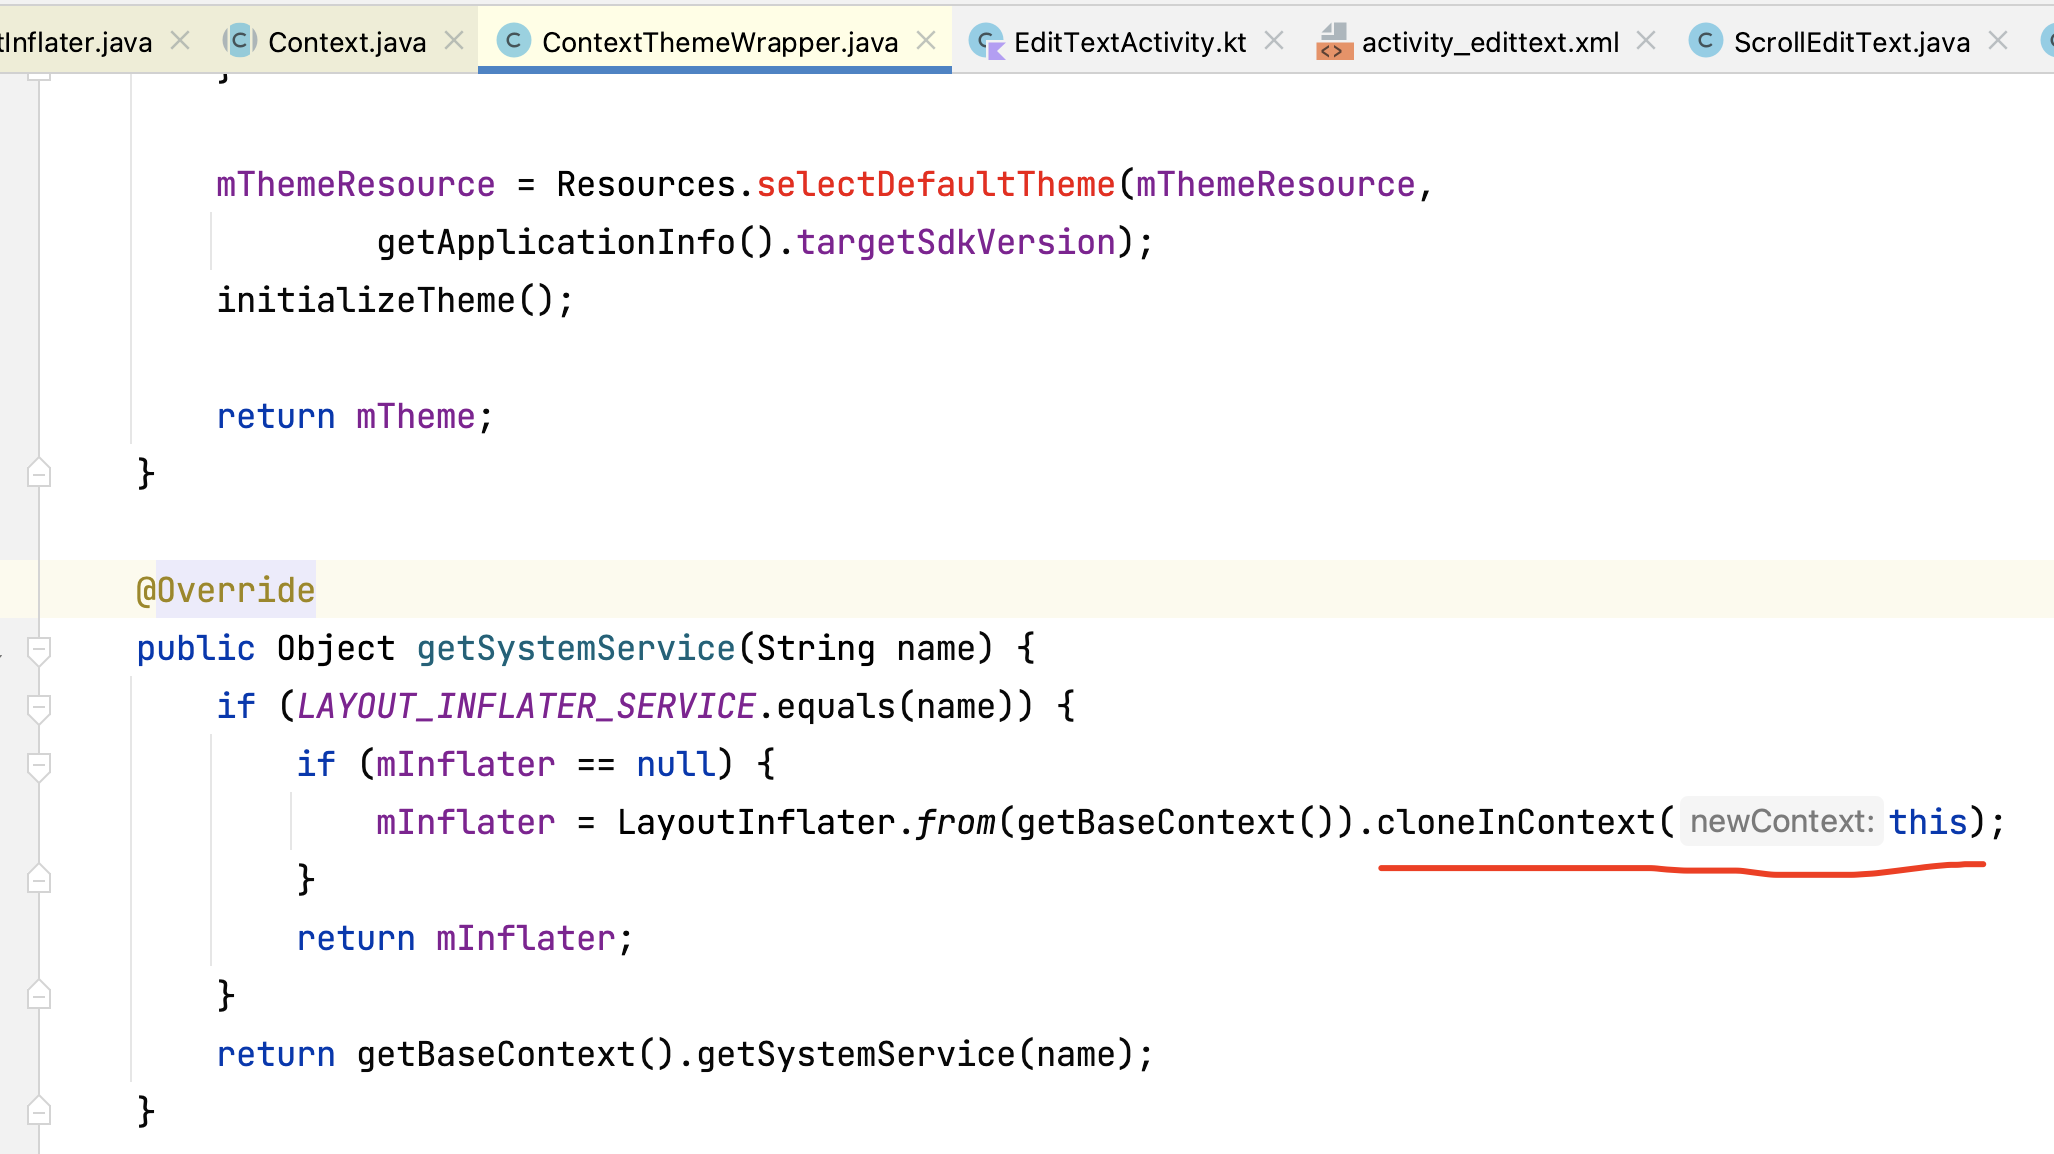 tInflater.java Context.java ContextThemeWrapper.java EditTextActivity.kt activity_edittext.xml ScrollEditText.java
}
mThemeResource = Resources.selectDefaultTheme(mThemeResource,
getApplicationInfo().targetSdkVersion);
initializeTheme();
return mTheme;
}
@Override
public Object getSystemService(String name) {
if (LAYOUT_INFLATER_SERVICE.equals(name)) {
if (mInflater == null) {
mInflater = LayoutInflater.from(getBaseContext()).cloneInContext( newContext: this);
}
return mInflater;
}
return getBaseContext().getSystemService(name);
}